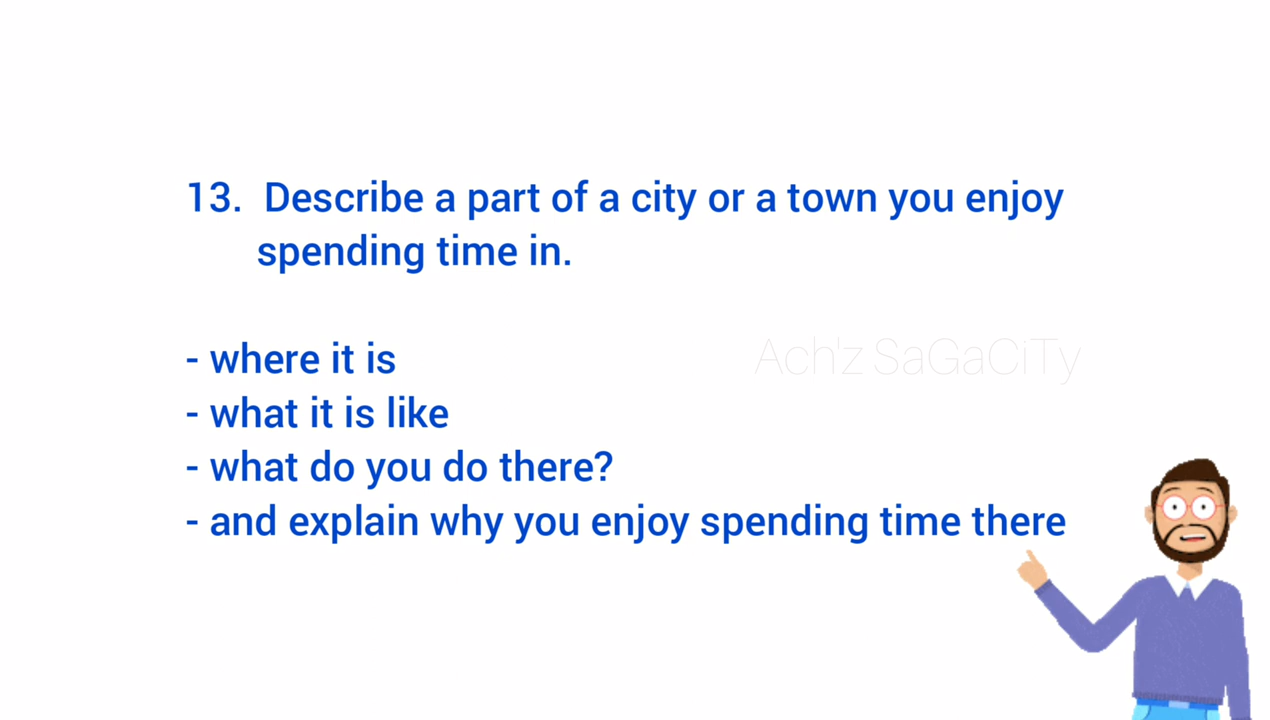 13. Describe a part of a city or a town you enjoy
spending time in.
- where it is
Ach'z SaGaCiTy
- what it is like
- what do you do there?
- and explain why you enjoy spending time there